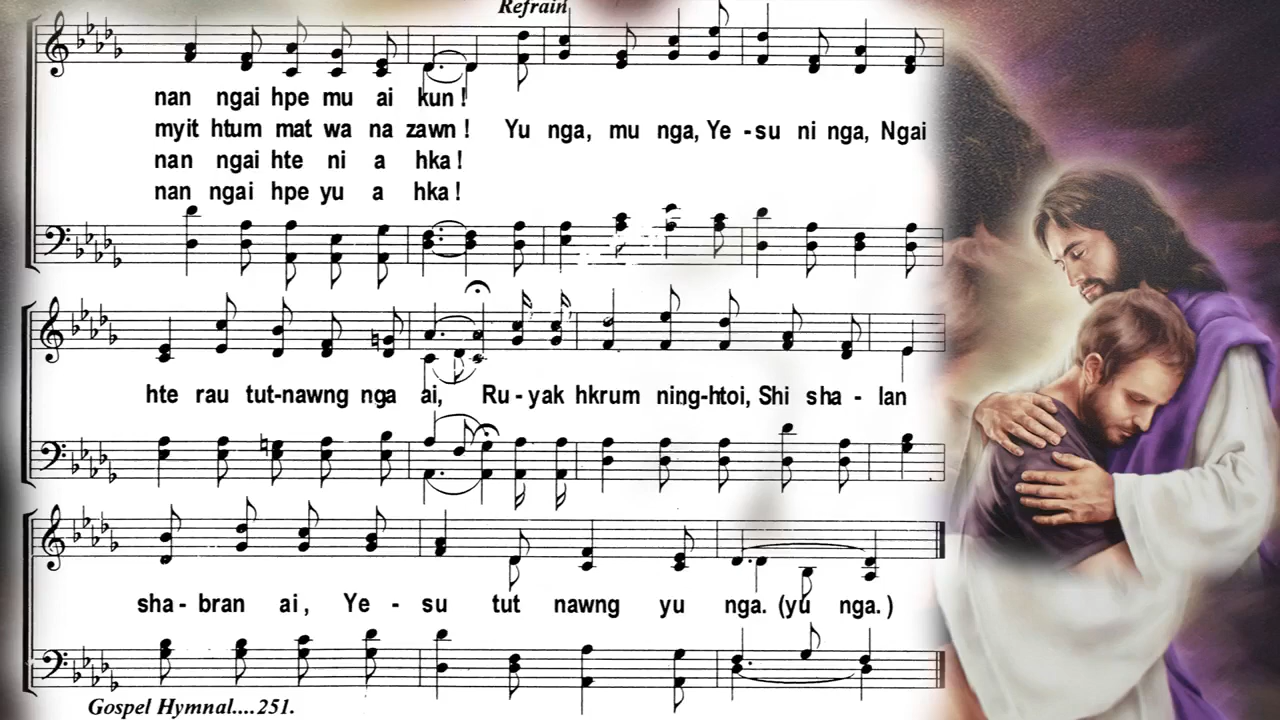 Refrain
nan ngai hpe mu ai kun !
myit htum mat wa na zawn ! Yu nga, mu nga, Ye - su ni nga, Ngai
nan ngai hte ni a hka !
nan ngai hpe yu a hka !
hte rau tut-nawng nga ai, Ru - yak hkrum ning-htoi, Shi sha - lan
sha - bran ai , Ye - su tut nawng yu nga. (yu nga. )
Gospel Hymnal....251.